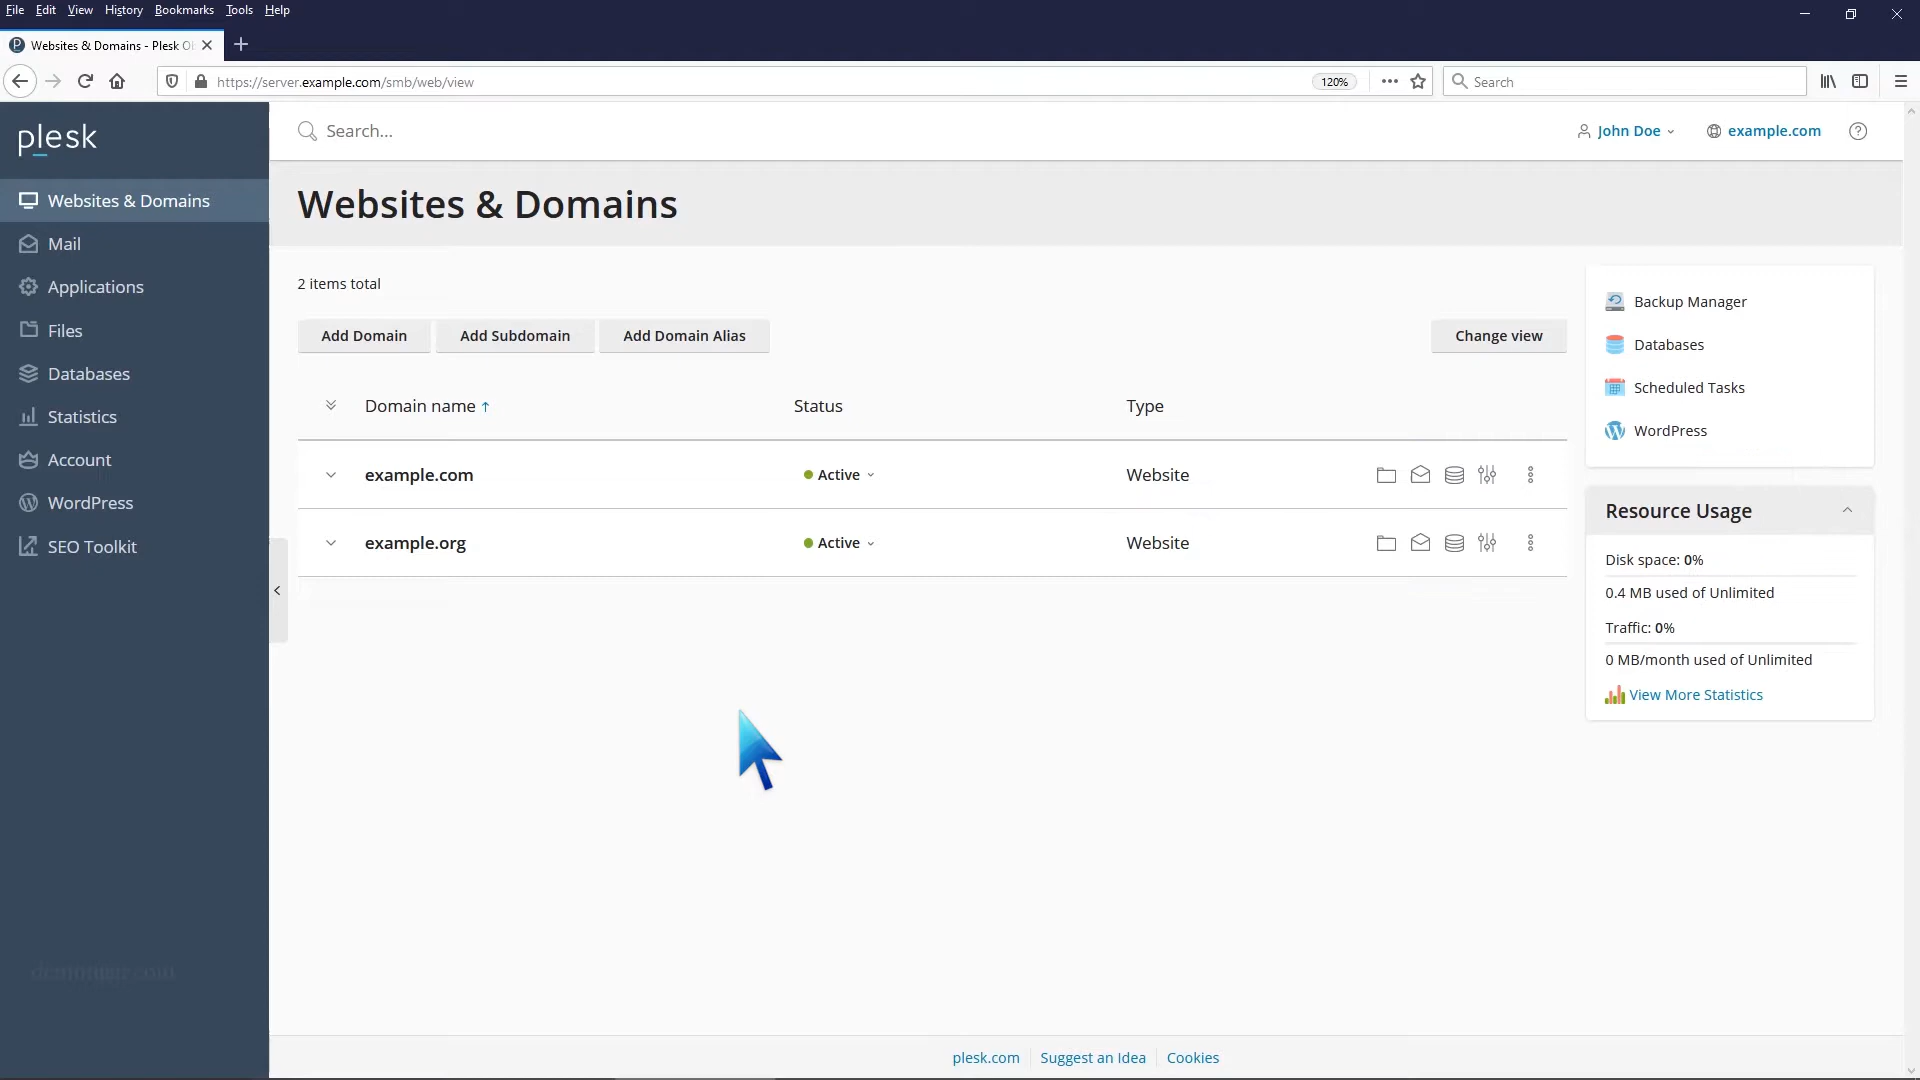 File Edit View History Bookmarks Tools Help
Websites & Domains - Plesk O
https://server.example.com/smb/web/view 120% Search
plesk
Search... John Doe example.com
Websites & Domains
Mail
Applications
Files
Databases
Statistics
Account
WordPress
SEO Toolkit
Websites & Domains
2 items total
Add Domain Add Subdomain Add Domain Alias Change view
Domain name ↑ Status Type
example.com Active Website
example.org Active Website
Backup Manager
Databases
Scheduled Tasks
WordPress
Resource Usage
Disk space: 0%
0.4 MB used of Unlimited
Traffic: 0%
0 MB/month used of Unlimited
View More Statistics
plesk.com Suggest an Idea Cookies